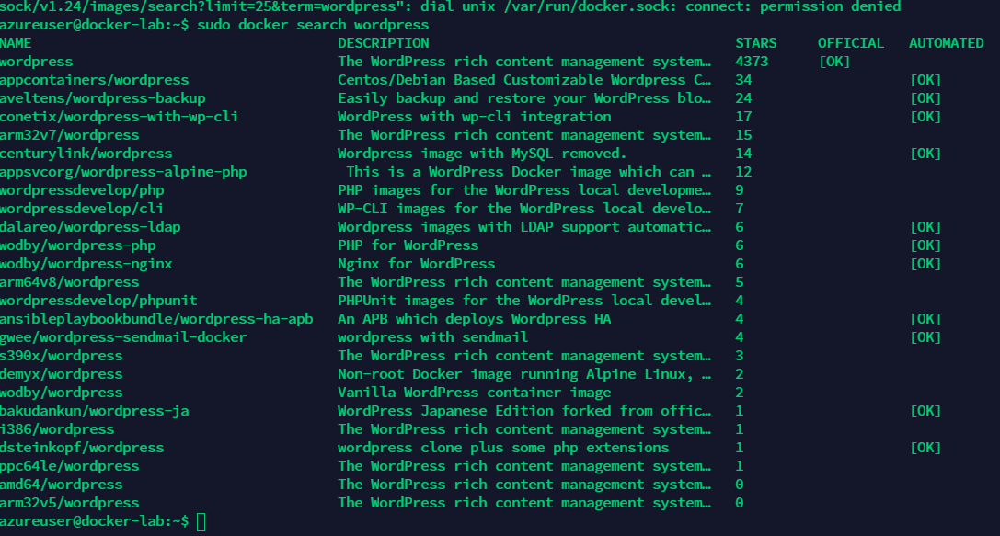 sock/v1.24/images/search?limit=25&term=wordpress": dial unix /var/run/docker.sock: connect: permission denied
azureuser@docker-lab:~$ sudo docker search wordpress
NAME DESCRIPTION STARS OFFICIAL AUTOMATED
wordpress The WordPress rich content management system… 4373 [OK]
appcontainers/wordpress Centos/Debian Based Customizable Wordpress C… 34 [OK]
aveltens/wordpress-backup Easily backup and restore your WordPress blo… 24 [OK]
conetix/wordpress-with-wp-cli WordPress with wp-cli integration 17 [OK]
arm32v7/wordpress The WordPress rich content management system… 15
centurylink/wordpress Wordpress image with MySQL removed. 14 [OK]
appsvcorg/wordpress-alpine-php This is a WordPress Docker image which can … 12
wordpressdevelop/php PHP images for the WordPress local developme… 9
wordpressdevelop/cli WP-CLI images for the WordPress local develo… 7
dalareo/wordpress-ldap Wordpress images with LDAP support automatic… 6 [OK]
wodby/wordpress-php PHP for WordPress 6 [OK]
wodby/wordpress-nginx Nginx for WordPress 6 [OK]
arm64v8/wordpress The WordPress rich content management system… 5
wordpressdevelop/phpunit PHPUnit images for the WordPress local devel… 4
ansibleplaybookbundle/wordpress-ha-apb An APB which deploys Wordpress HA 4 [OK]
gwee/wordpress-sendmail-docker wordpress with sendmail 4 [OK]
s390x/wordpress The WordPress rich content management system… 3
demyx/wordpress Non-root Docker image running Alpine Linux, … 2
wodby/wordpress Vanilla WordPress container image 2
bakudankun/wordpress-ja WordPress Japanese Edition forked from offic… 1 [OK]
i386/wordpress The WordPress rich content management system… 1
dsteinkopf/wordpress wordpress clone plus some php extensions 1 [OK]
ppc64le/wordpress The WordPress rich content management system… 1
amd64/wordpress The WordPress rich content management system… 0
arm32v5/wordpress The WordPress rich content management system… 0
azureuser@docker-lab:~$